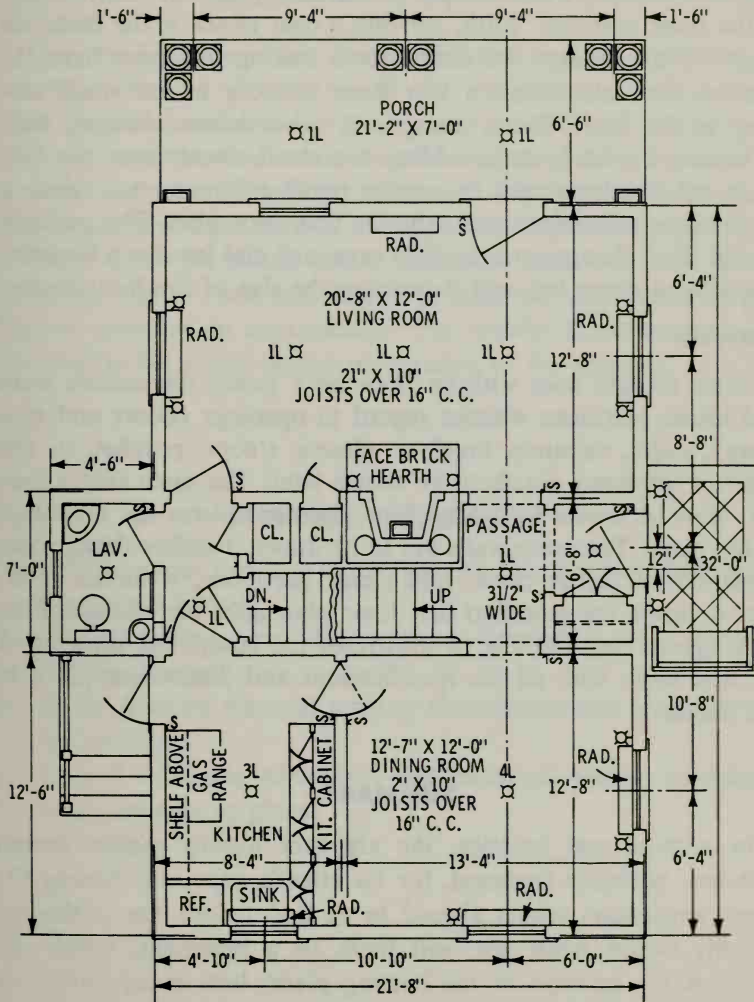 1'-6" 9'-4" 9'-4" 1'-6"
PORCH
21'-2" X 7'-0"
1L 1L
6'-6"
S
RAD.
20'-8" X 12'-0"
LIVING ROOM
RAD. RAD.
6'-4"
1L 1L 1L
12'-8"
21" X 110"
JOISTS OVER 16" C. C.
8'-8"
4'-6"
FACE BRICK
HEARTH
S S S
CL. CL.
PASSAGE
LAV.
7'-0"
1L
6'-8"
12"
32'-0"
DN. UP
31/2"
WIDE
1L
S
S
10'-8"
S S S
12'-7" X 12'-0"
DINING ROOM
2" X 10"
JOISTS OVER
16" C. C.
RAD.
SHELF ABOVE
GAS
RANGE
3L
KIT. CABINET
4L
12'-8"
12'-6"
KITCHEN
8'-4" 13'-4"
6'-4"
REF. SINK RAD. RAD.
4'-10" 10'-10" 6'-0"
21'-8"